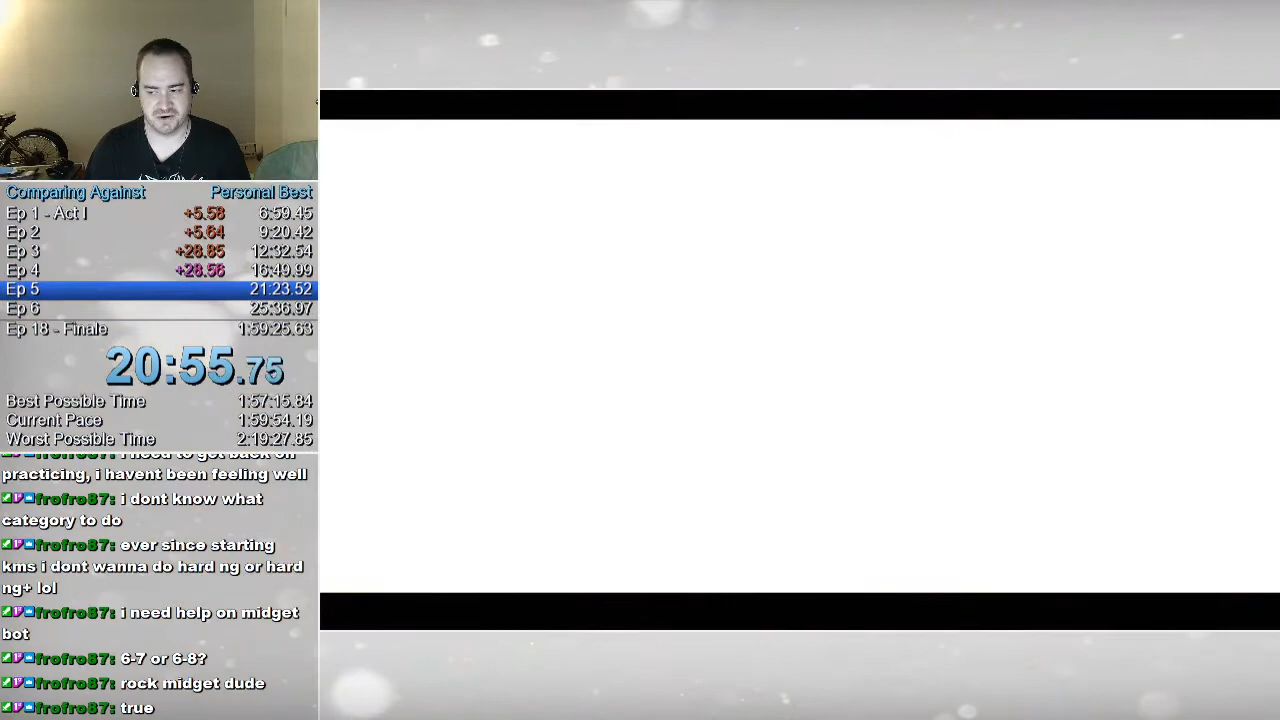 Comparing Against Personal Best
Ep 1 - Act I +5.58 6:59.45
Ep 2 +5.64 9:20.42
Ep 3 +28.85 12:32.54
Ep 4 +28.56 16:49.99
Ep 5 21:23.52
Ep 6 25:36.97
Ep 18 - Finale 1:59:25.63
20:55.75
Best Possible Time 1:57:15.84
Current Pace 1:59:54.19
Worst Possible Time 2:19:27.85
frofro87: i need to get back on
practicing, i havent been feeling well
frofro87: i dont know what
category to do
frofro87: ever since starting
kms i dont wanna do hard ng or hard
ng+ lol
frofro87: i need help on midget
bot
frofro87: 6-7 or 6-8?
frofro87: rock midget dude
frofro87: true